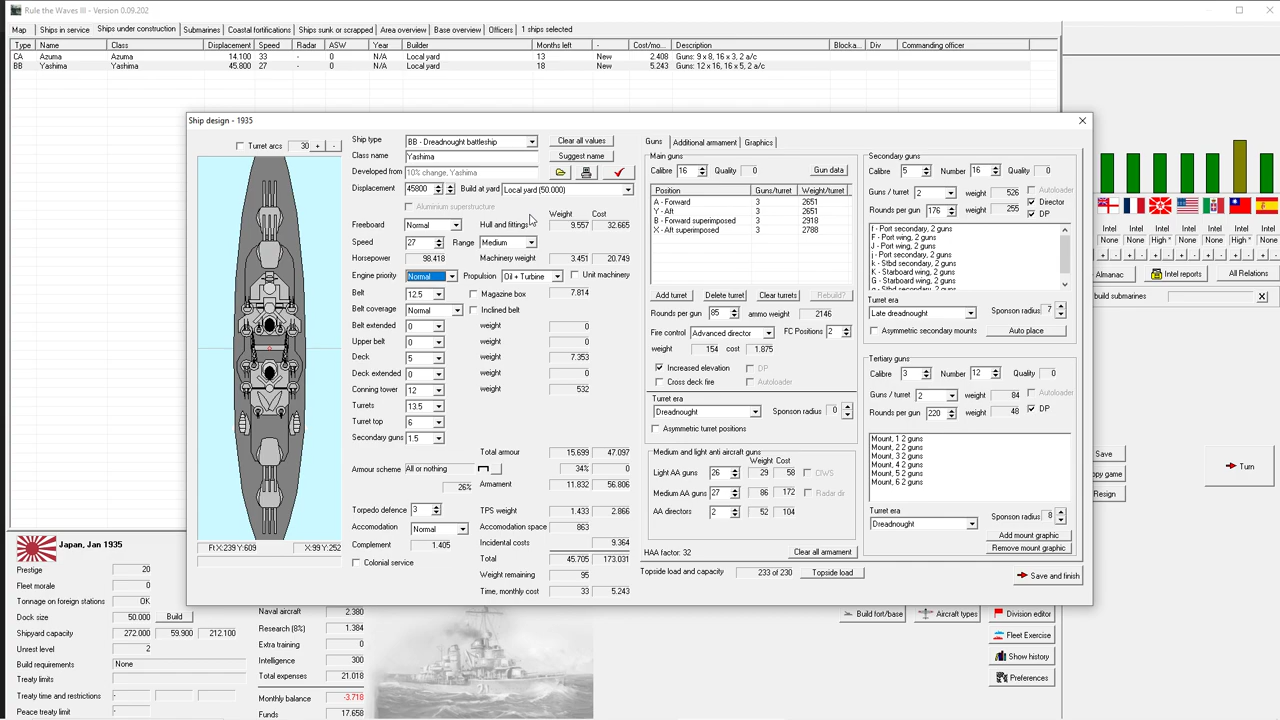 Rule the Waves III - Version 0.09.202
Map Ships in service Ships under construction Submarines Coastal fortifications Ships sunk or scrapped Area overview Base overview Officers 1 ships selected
Type Name Class Displacement Speed Radar ASW Year Builder Months left - Cost/mo... Description Blocka... Div Commanding officer
CA Azuma Azuma 14.100 33 - 0 N/A Local yard 13 New 2.408 Guns: 9 x 8, 16 x 3, 2 a/c
BB Yashima Yashima 45.800 27 - 0 N/A Local yard 18 New 5.243 Guns: 12 x 16, 16 x 5, 2 a/c
Ship design - 1935
Turret arcs 30 + -
Ship type BB - Dreadnought battleship Clear all values
Class name Yashima Suggest name
Developed from 10% change, Yashima
Displacement 45800 Build at yard Local yard (50.000)
Aluminium superstructure
Weight Cost
Freeboard Normal Hull and fittings 9.557 32.665
Speed 27 Range Medium
Horsepower 98.418 Machinery weight 3.451 20.749
Engine priority Normal Propulsion Oil + Turbine Unit machinery
Belt 12.5 Magazine box 7.814
Belt coverage Normal Inclined belt
Belt extended 0 weight 0
Upper belt 0 weight 0
Deck 5 weight 7.353
Deck extended 0 weight 0
Conning tower 12 weight 532
Turrets 13.5
Turret top 6
Secondary guns 1.5
Total armour 15.699 47.097
Armour scheme All or nothing 34% 0
26% Armament 11.832 56.806
Torpedo defence 3 TPS weight 1.433 2.866
Accomodation Normal Accomodation space 863
Complement 1.405 Incidental costs 9.364
Colonial service Total 45.705 173.031
Weight remaining 95
Time, monthly cost 33 5.243
Ft X:239 Y:609 X:99 Y:252
Guns Additional armament Graphics
Main guns
Calibre 16 Quality 0 Gun data
Position Guns/turret Weight/turret
A - Forward 3 2651
Y - Aft 3 2651
B - Forward superimposed 3 2918
X - Aft superimposed 3 2788
Add turret Delete turret Clear turrets Rebuild?
Rounds per gun 85 ammo weight 2146
Fire control Advanced director FC Positions 2
weight 154 cost 1.875
Increased elevation DP
Cross deck fire Autoloader
Turret era
Dreadnought Sponson radius 0
Asymmetric turret positions
Medium and light anti aircraft guns
Weight Cost
Light AA guns 26 29 58 CIWS
Medium AA guns 27 86 172 Radar dir
AA directors 2 52 104
HAA factor: 32 Clear all armament
Topside load and capacity 233 of 230 Topside load
Secondary guns
Calibre 5 Number 16 Quality 0
Guns / turret 2 weight 526 Autoloader
Director
Rounds per gun 176 weight 255 DP
F - Port wing, 2 guns
J - Port wing, 2 guns
k - Stbd secondary, 2 guns
K - Starboard wing, 2 guns
G - Starboard wing, 2 guns
Turret era Sponson radius 7
Late dreadnought
Asymmetric secondary mounts Auto place
Tertiary guns
Calibre 3 Number 12 Quality 0
Guns / turret 2 weight 84 Autoloader
Rounds per gun 220 weight 48 DP
Mount, 1 2 guns
Mount, 2 2 guns
Mount, 3 2 guns
Mount, 4 2 guns
Mount, 5 2 guns
Mount, 6 2 guns
Turret era Sponson radius 8
Dreadnought
Add mount graphic
Remove mount graphic
Save and finish
None None High * None None High * High *
Almanac Intel reports All Relations
build submarines
Save
Turn
Resign
Japan, Jan 1935
Prestige 20
Fleet morale 0
Tonnage on foreign stations OK
Dock size 50.000 Build
Shipyard capacity 272.000 59.900 212.100
Unrest level 2
Build requirements None
Treaty limits
Treaty time and restrictions - - -
Peace treaty limit -
Naval aircraft 2.380
Research (8%) 1.384
Extra training 0
Intelligence 300
Total expenses 21.018
Monthly balance -3.718
Funds 17.658
Build fort/base Aircraft types Division editor
Fleet Exercise
Show history
Preferences